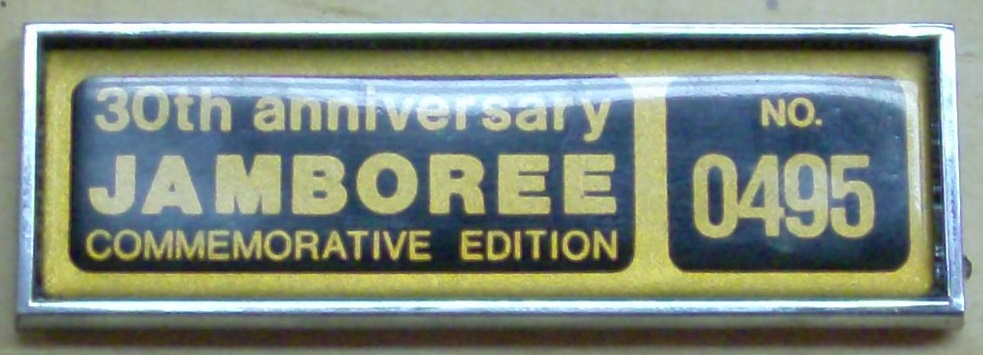 30th anniversary
JAMBOREE
COMMEMORATIVE EDITION
NO.
0495